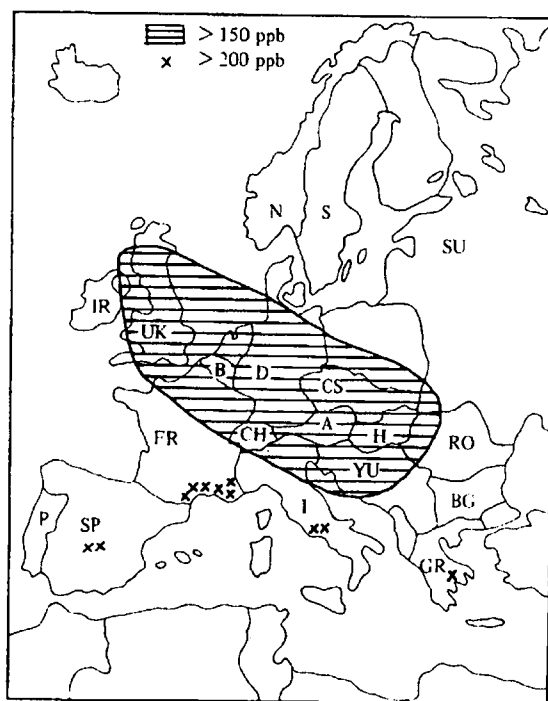 > 150 ppb
x > 200 ppb
N S
SU
IR
UK
B D
CS
FR
CH A H
RO
YU
BG
P SP
I
GR